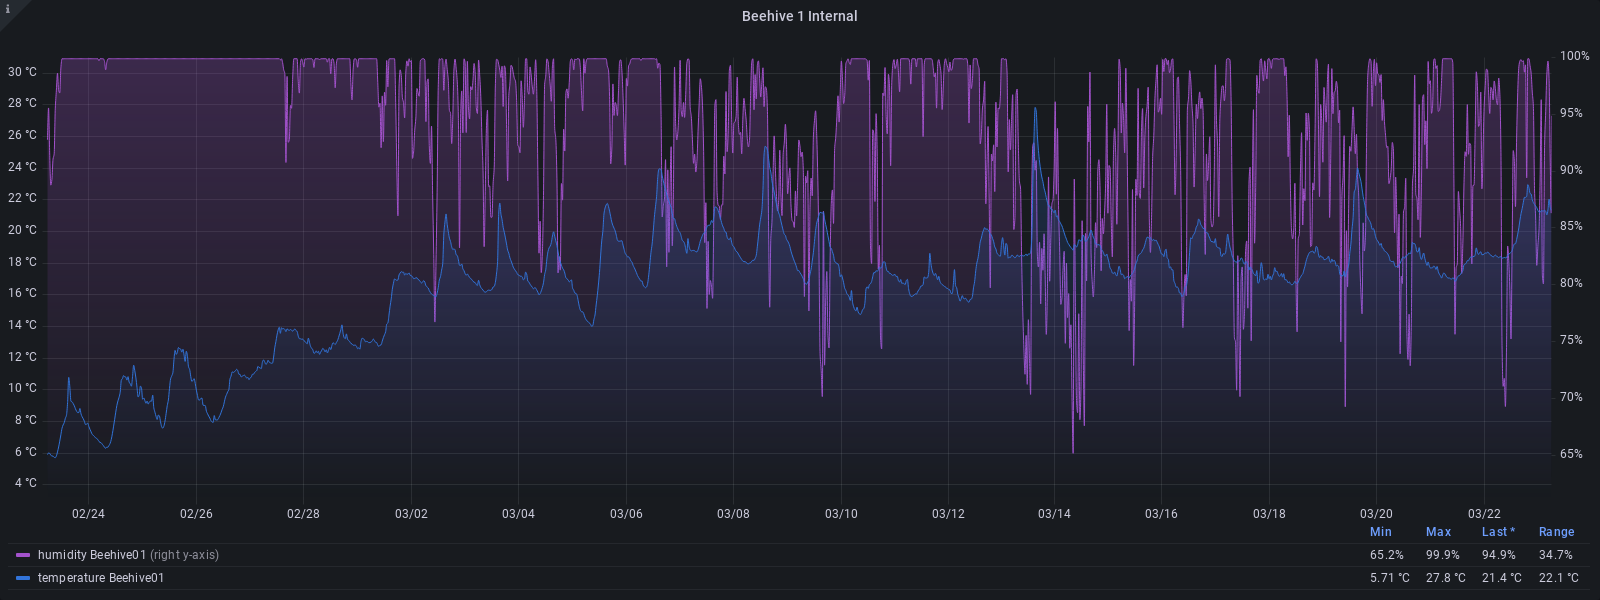 i
Beehive 1 Internal
30 °C
28 °C
26 °C
24 °C
22 °C
20 °C
18 °C
16 °C
14 °C
12 °C
10 °C
8 °C
6 °C
4 °C
100%
95%
90%
85%
80%
75%
70%
65%
02/24 02/26 02/28 03/02 03/04 03/06 03/08 03/10 03/12 03/14 03/16 03/18 03/20 03/22
Min Max Last * Range
humidity Beehive01 (right y-axis) 65.2% 99.9% 94.9% 34.7%
temperature Beehive01 5.71 °C 27.8 °C 21.4 °C 22.1 °C